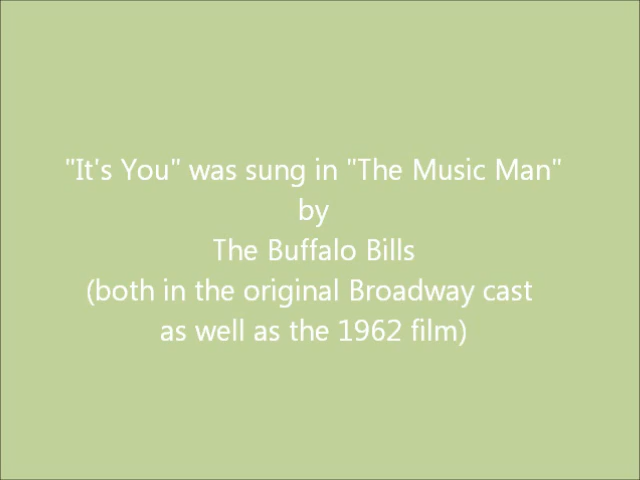 "It's You" was sung in "The Music Man"
by
The Buffalo Bills
(both in the original Broadway cast
as well as the 1962 film)